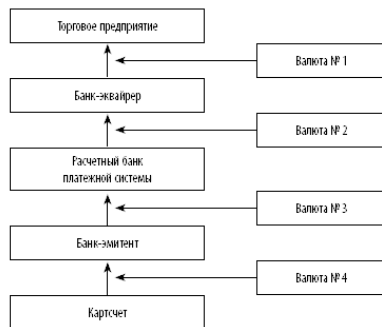 Торговое предприятие
Валюта № 1
Банк-эквайрер
Валюта № 2
Расчетный банк
платежной системы
Валюта № 3
Банк-эмитент
Валюта № 4
Картсчет